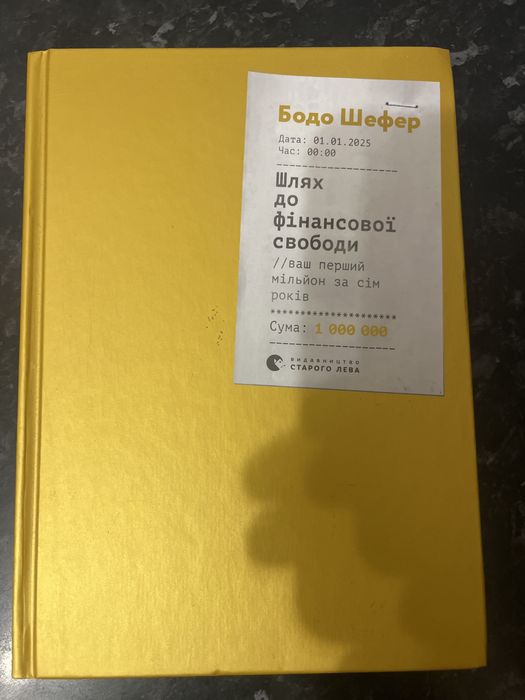 Бодо Шефер
Дата: 01.01.2025
Час: 00:00
Шлях
до
фінансової
свободи
//ваш перший
мільйон за сім
років
*********************
Сума: 1 000 000
видавництво
СТАРОГО ЛЕВА